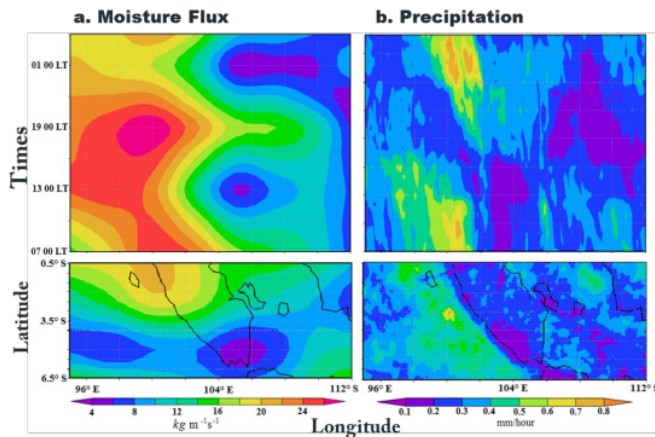 a. Moisture Flux
b. Precipitation
Times
01 00 LT
19 00 LT
13 00 LT
07 00 LT
Latitude
0.5° S
3.5° S
6.5° S
96° E 104° E 112° S
96° E 104° E 112° E
4 8 12 16 20 24
kg m⁻¹s⁻¹
0.1 0.2 0.3 0.4 0.5 0.6 0.7 0.8
mm/hour
Longitude